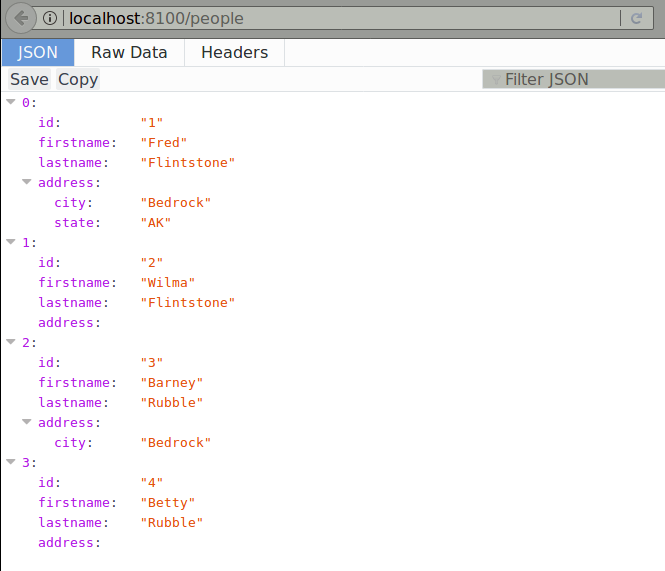 localhost:8100/people
JSON Raw Data Headers
Save Copy Filter JSON
0:
id: "1"
firstname: "Fred"
lastname: "Flintstone"
address:
city: "Bedrock"
state: "AK"
1:
id: "2"
firstname: "Wilma"
lastname: "Flintstone"
address:
2:
id: "3"
firstname: "Barney"
lastname: "Rubble"
address:
city: "Bedrock"
3:
id: "4"
firstname: "Betty"
lastname: "Rubble"
address: